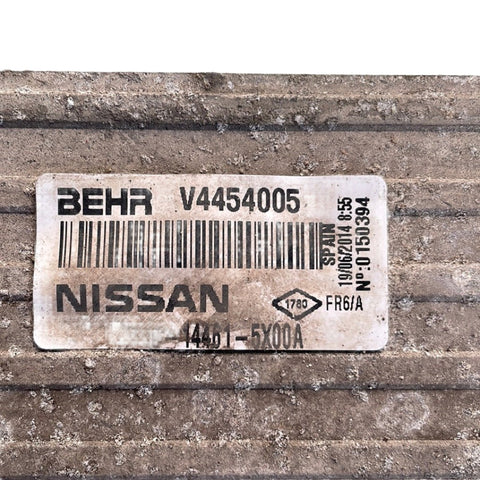 BEHR V4454005
NISSAN
1780
FR6/A
14461-5X00A
SPAIN
19/06/2014 8:55
Nº:0150394